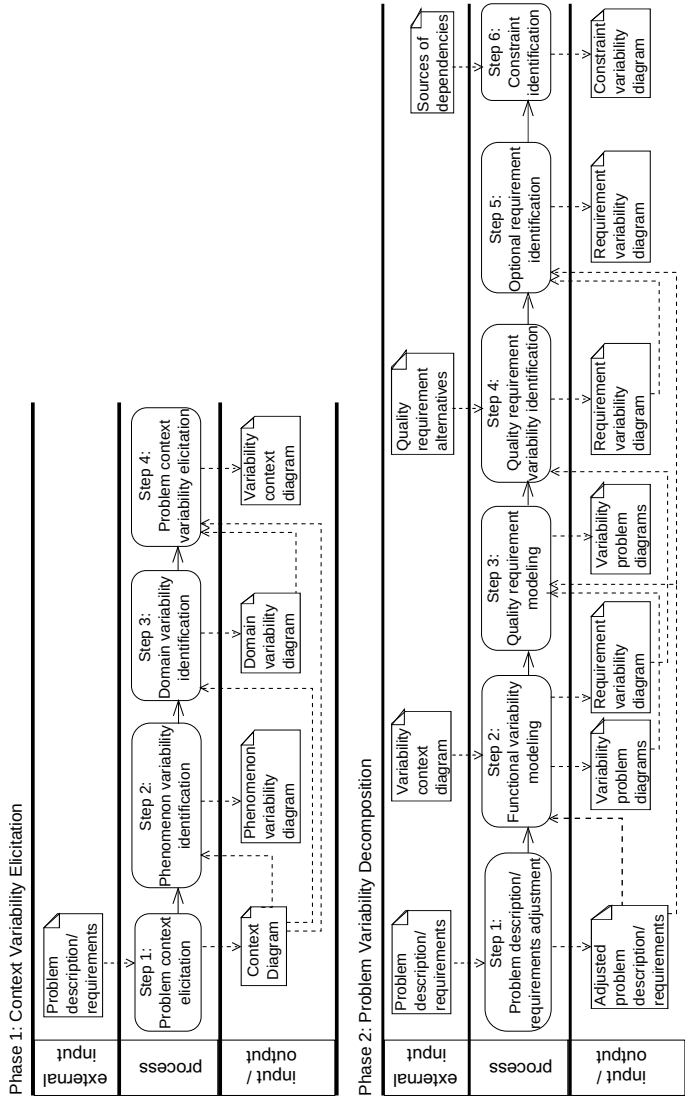 Phase 1: Context Variability Elicitation
external
input
process
input /
output
Problem
description/
requirements
Step 1:
Problem context
elicitation
Context
Diagram
Step 2:
Phenomenon variability
identification
Phenomenon
variability
diagram
Step 3:
Domain variability
identification
Domain
variability
diagram
Step 4:
Problem context
variability elicitation
Variability
context
diagram
Phase 2: Problem Variability Decomposition
external
input
process
input /
output
Problem
description/
requirements
Step 1:
Problem description/
requirements adjustment
Adjusted
problem
description/
requirements
Variability
context
diagram
Step 2:
Functional variability
modeling
Variability
problem
diagrams
Requirement
variability
diagram
Step 3:
Quality requirement
modeling
Variability
problem
diagrams
Quality
requirement
alternatives
Step 4:
Quality requirement
variability identification
Requirement
variability
diagram
Step 5:
Optional requirement
identification
Requirement
variability
diagram
Sources of
dependencies
Step 6:
Constraint
identification
Constraint
variability
diagram